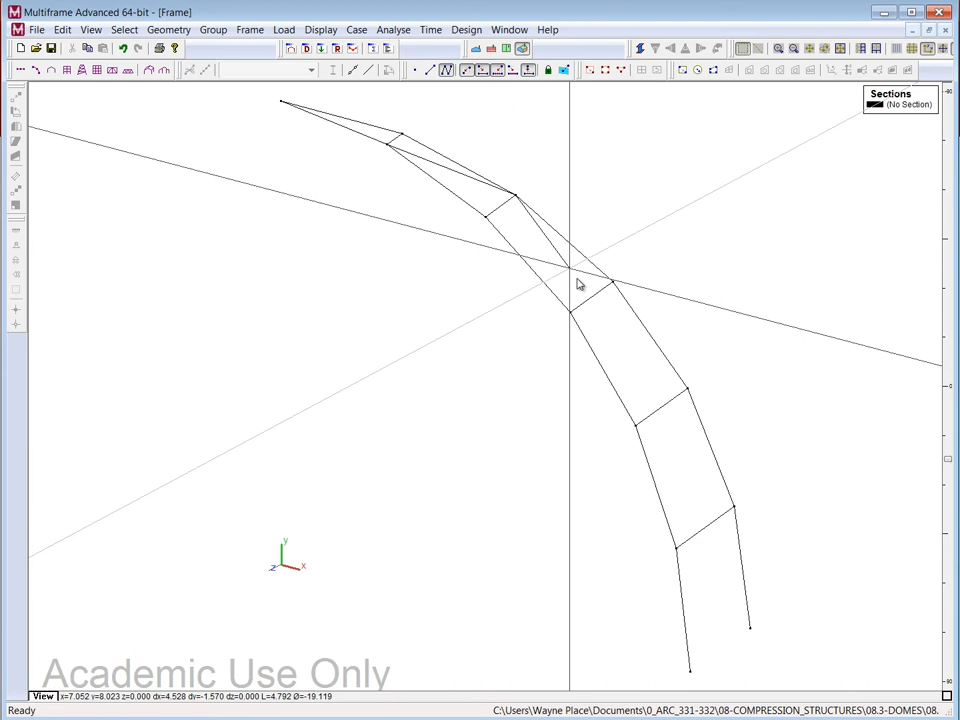 Multiframe Advanced 64-bit - [Frame]
File Edit View Select Geometry Group Frame Load Display Case Analyse Time Design Window Help
Sections
(No Section)
-90
0
90
y
x
z
Academic Use Only
View x=7.052 y=8.023 z=0.000 dx=4.528 dy=-1.570 dz=0.000 L=4.792 Ø=-19.119
Ready C:\Users\Wayne Place\Documents\0_ARC_331-332\08-COMPRESSION_STRUCTURES\08.3-DOMES\08.